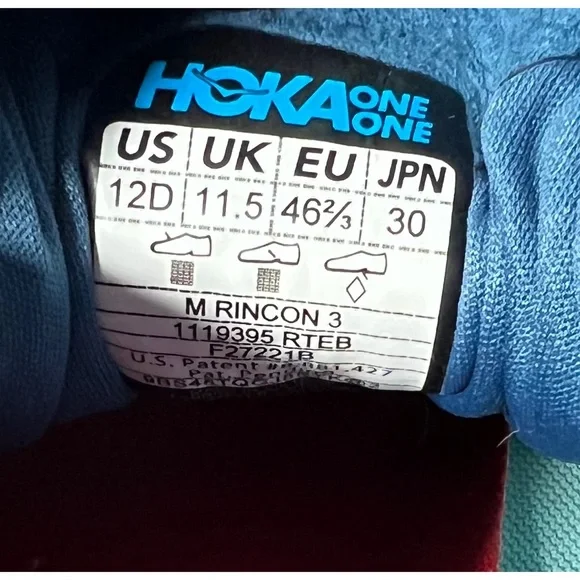 HOKA ONE ONE
US UK EU JPN
12D 11.5 46⅔ 30
M RINCON 3
1119395 RTEB
F27221B
U.S. Patent